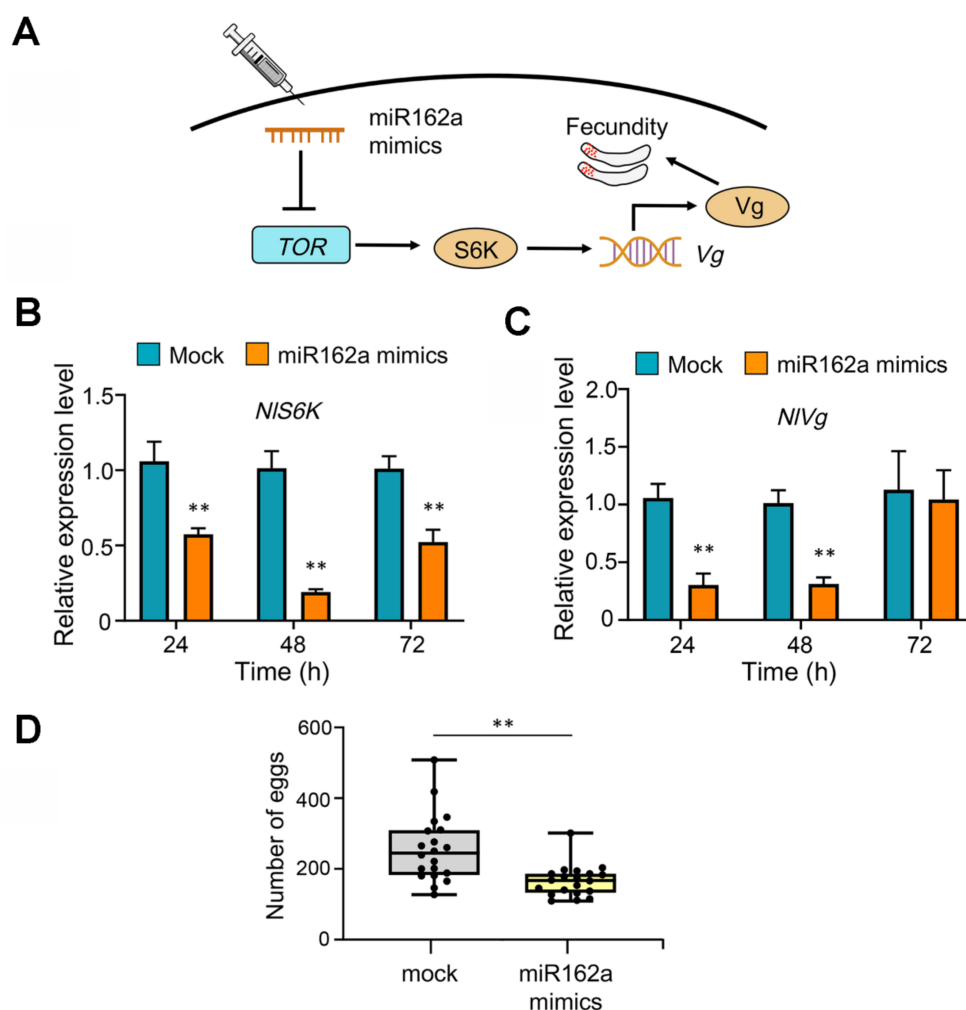 A
miR162a
mimics
Fecundity
Vg
TOR
S6K
Vg
B
Mock miR162a mimics
NlS6K
Relative expression level
1.5
1.0
0.5
0
24 48 72
Time (h)
C
Mock miR162a mimics
NlVg
Relative expression level
2.0
1.5
1.0
0.5
0.0
24 48 72
Time (h)
** ** **
** **
D
**
Number of eggs
600
400
200
0
mock miR162a
mimics